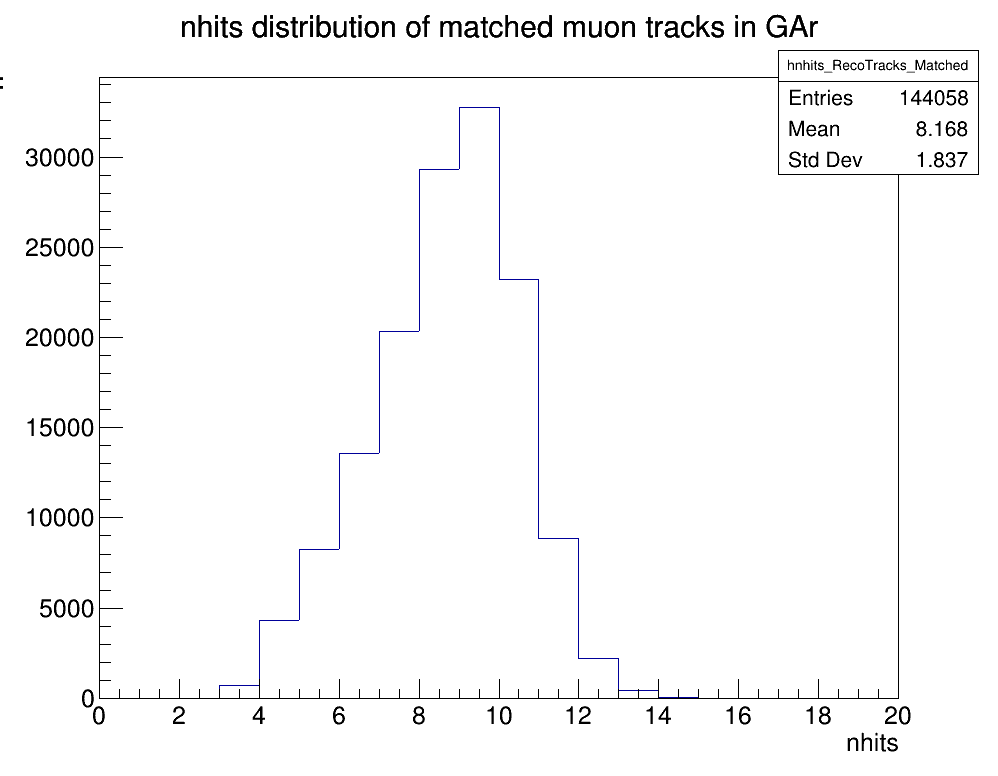 nhits distribution of matched muon tracks in GAr
hnhits_RecoTracks_Matched
Entries 144058
Mean 8.168
Std Dev 1.837
30000
25000
20000
15000
10000
5000
0
0 2 4 6 8 10 12 14 16 18 20
nhits